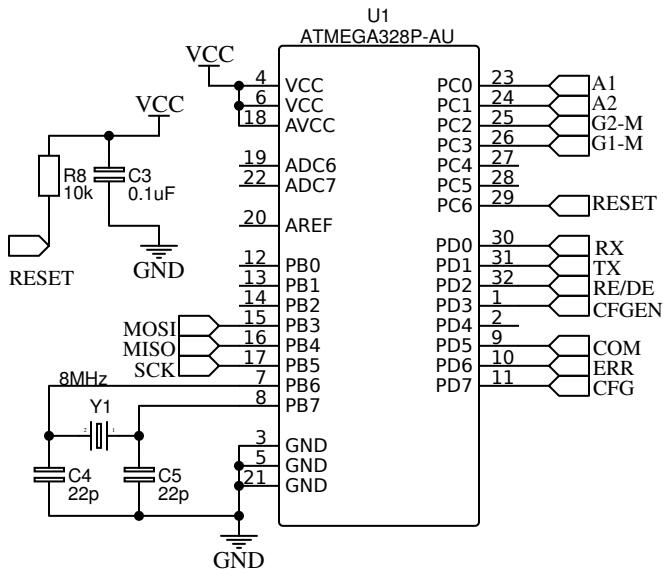 U1
ATMEGA328P-AU
VCC
4 VCC
6 VCC
18 AVCC
19 ADC6
22 ADC7
20 AREF
12 PB0
13 PB1
14 PB2
MOSI 15 PB3
MISO 16 PB4
SCK 17 PB5
7 PB6
8 PB7
3 GND
5 GND
21 GND
PC0 23 A1
PC1 24 A2
PC2 25 G2-M
PC3 26 G1-M
PC4 27
PC5 28
PC6 29 RESET
PD0 30 RX
PD1 31 TX
PD2 32 RE/DE
PD3 1 CFGEN
PD4 2
PD5 9 COM
PD6 10 ERR
PD7 11 CFG
VCC
R8
10k
C3
0.1uF
RESET
GND
8MHz
Y1
2 1
C4
22p
C5
22p
GND